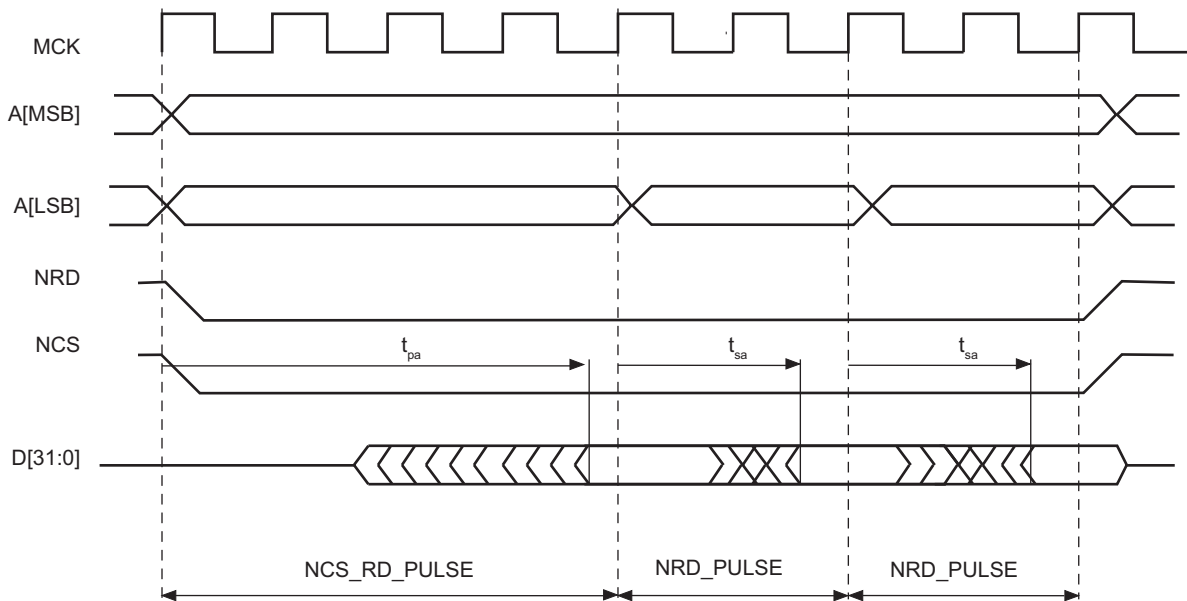 MCK
A[MSB]
A[LSB]
NRD
NCS
tpa
tsa
tsa
D[31:0]
NCS_RD_PULSE
NRD_PULSE
NRD_PULSE